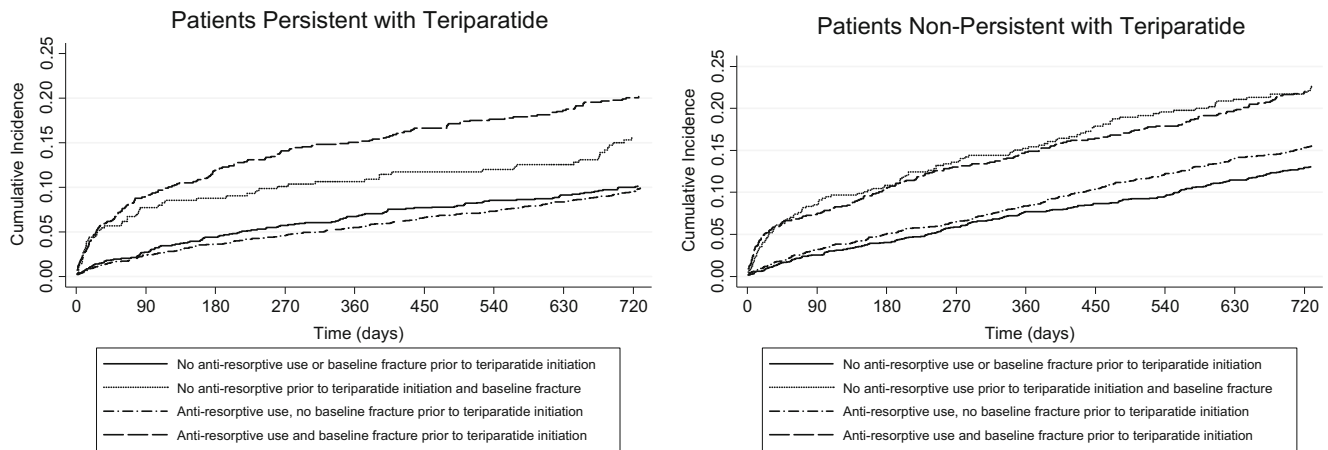 Patients Persistent with Teriparatide
Cumulative Incidence
0.25
0.20
0.15
0.10
0.05
0.00
0 90 180 270 360 450 540 630 720
Time (days)
No anti-resorptive use or baseline fracture prior to teriparatide initiation
No anti-resorptive prior to teriparatide initiation and baseline fracture
Anti-resorptive use, no baseline fracture prior to teriparatide initiation
Anti-resorptive use and baseline fracture prior to teriparatide initiation
Patients Non-Persistent with Teriparatide
Cumulative Incidence
0.25
0.20
0.15
0.10
0.05
0.00
0 90 180 270 360 450 540 630 720
Time (days)
No anti-resorptive use or baseline fracture prior to teriparatide initiation
No anti-resorptive use prior to teriparatide initiation and baseline fracture
Anti-resorptive use, no baseline fracture prior to teriparatide initiation
Anti-resorptive use and baseline fracture prior to teriparatide initiation